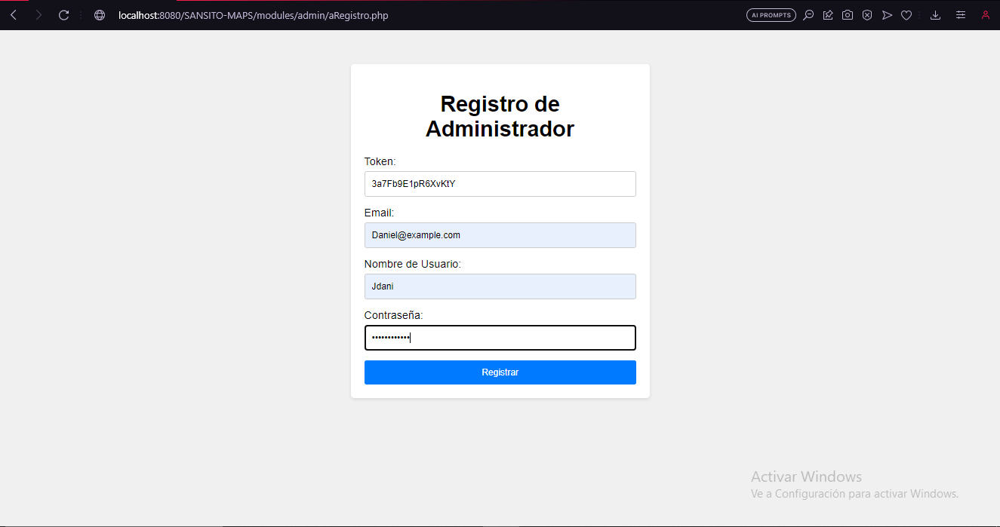 localhost:8080/SANSITO-MAPS/modules/admin/aRegistro.php
AI PROMPTS
Registro de
Administrador
Token:
3a7Fb9E1pR6XvKtY
Email:
Daniel@example.com
Nombre de Usuario:
Jdani
Contraseña:
••••••••••••
Registrar
Activar Windows
Ve a Configuración para activar Windows.